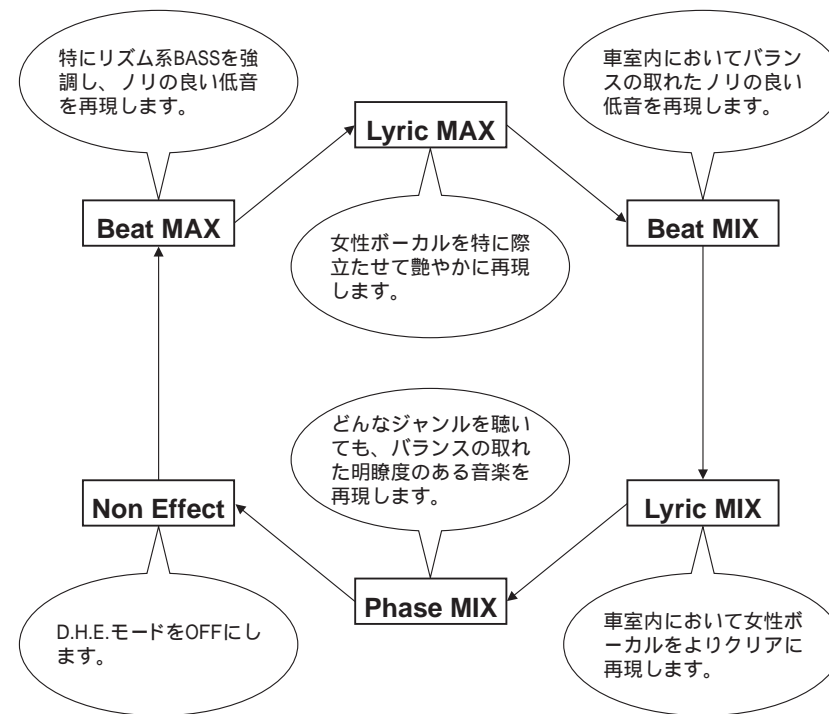 特にリズム系BASSを強
調し、ノリの良い低音
を再現します。
車室内においてバラン
スの取れたノリの良い
低音を再現します。
Lyric MAX
Beat MAX
Beat MIX
女性ボーカルを特に際
立たせて艶やかに再現
します。
どんなジャンルを聴い
ても、バランスの取れ
た明瞭度のある音楽を
再現します。
Non Effect
Lyric MIX
Phase MIX
D.H.E.モードをOFFにし
ます。
車室内において女性ボ
ーカルをよりクリアに
再現します。